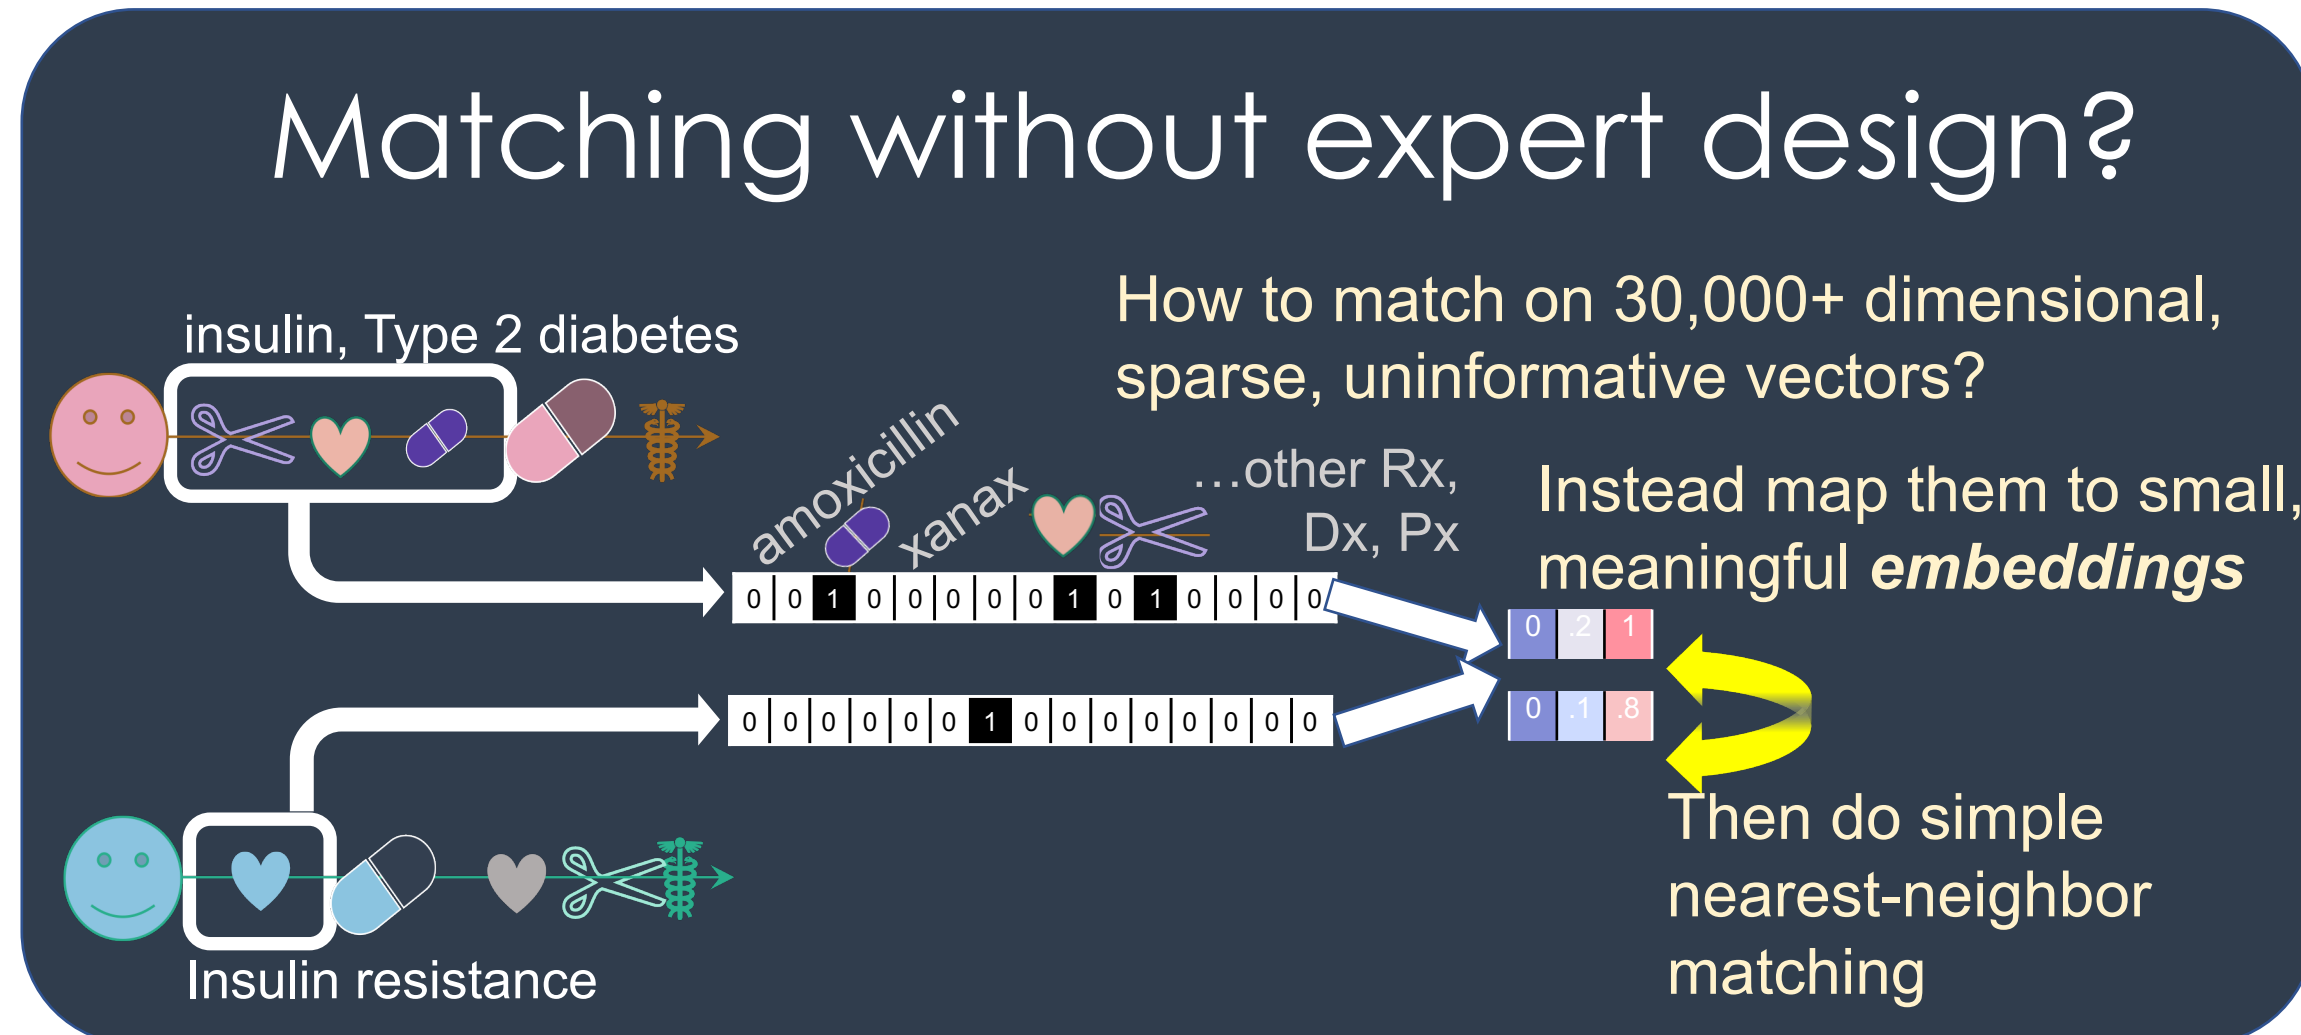 Matching without expert design?
How to match on 30,000+ dimensional,
sparse, uninformative vectors?
insulin, Type 2 diabetes
amoxicillin
xanax
…other Rx,
Dx, Px
Instead map them to small,
meaningful embeddings
0 0 1 0 0 0 0 0 1 0 1 0 0 0 0
0 .2 1
0 0 0 0 0 0 1 0 0 0 0 0 0 0 0
0 .1 .8
Then do simple
nearest-neighbor
matching
Insulin resistance